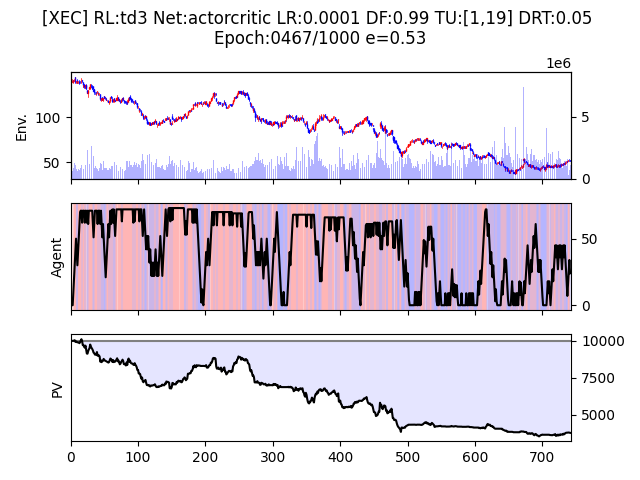 [XEC] RL:td3 Net:actorcritic LR:0.0001 DF:0.99 TU:[1,19] DRT:0.05
Epoch:0467/1000 e=0.53
1e6
Env.
100
50
5
0
Agent
50
0
PV
10000
7500
5000
0 100 200 300 400 500 600 700